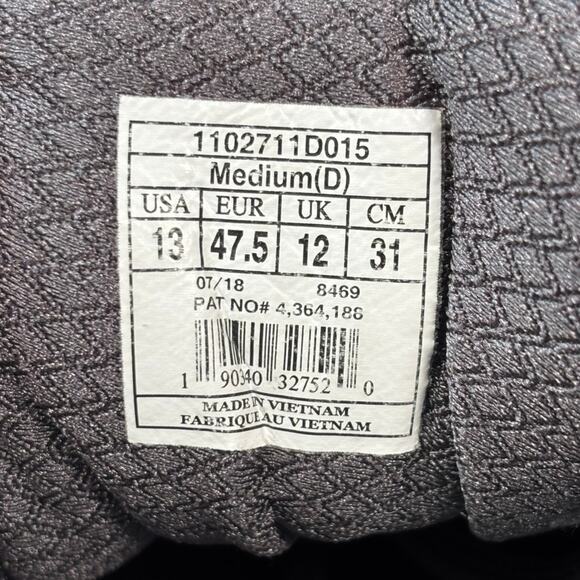 1102711D015
Medium(D)
USA EUR UK CM
13 47.5 12 31
07/18 8469
PAT NO# 4,364,188
1 90340 32752 0
MADE IN VIETNAM
FABRIQUE AU VIETNAM